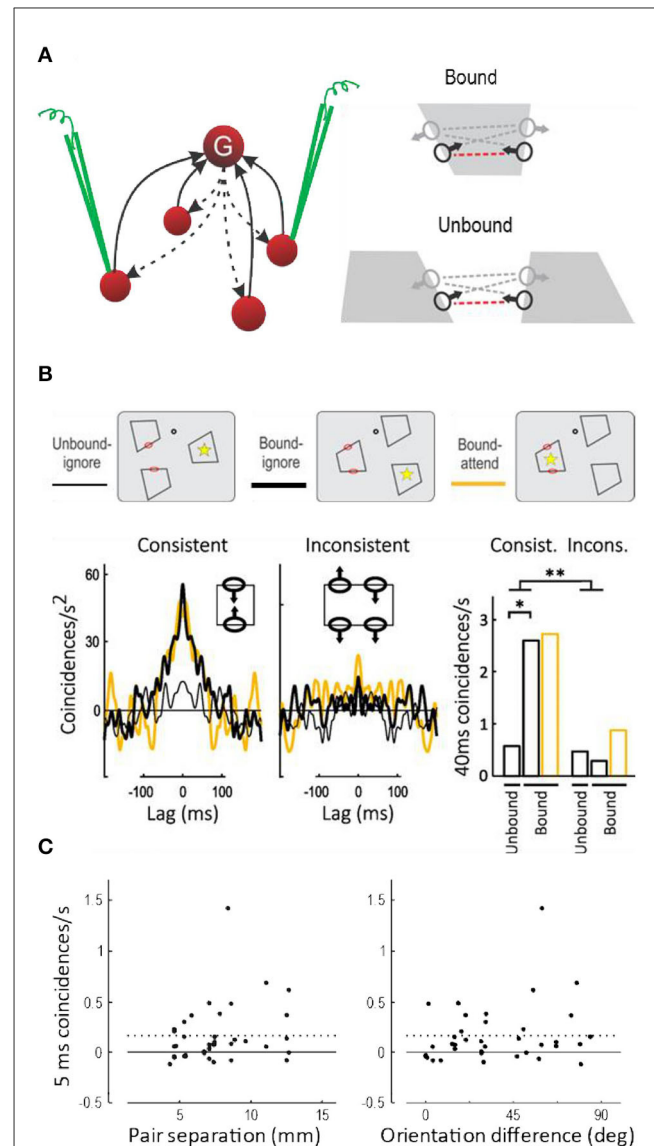 A
G
Bound
Unbound
B
Unbound-
ignore
Bound-
ignore
Bound-
attend
Consistent
Inconsistent
Consist. Incons.
**
*
Coincidences/s²
60
30
0
-100 0 100
Lag (ms)
-100 0 100
Lag (ms)
40ms coincidences/s
3
2
1
0
Unbound
Bound
Unbound
Bound
C
5 ms coincidences/s
1.5
1
0.5
0
-0.5
5 10 15
Pair separation (mm)
1.5
1
0.5
0
-0.5
0 45 90
Orientation difference (deg)